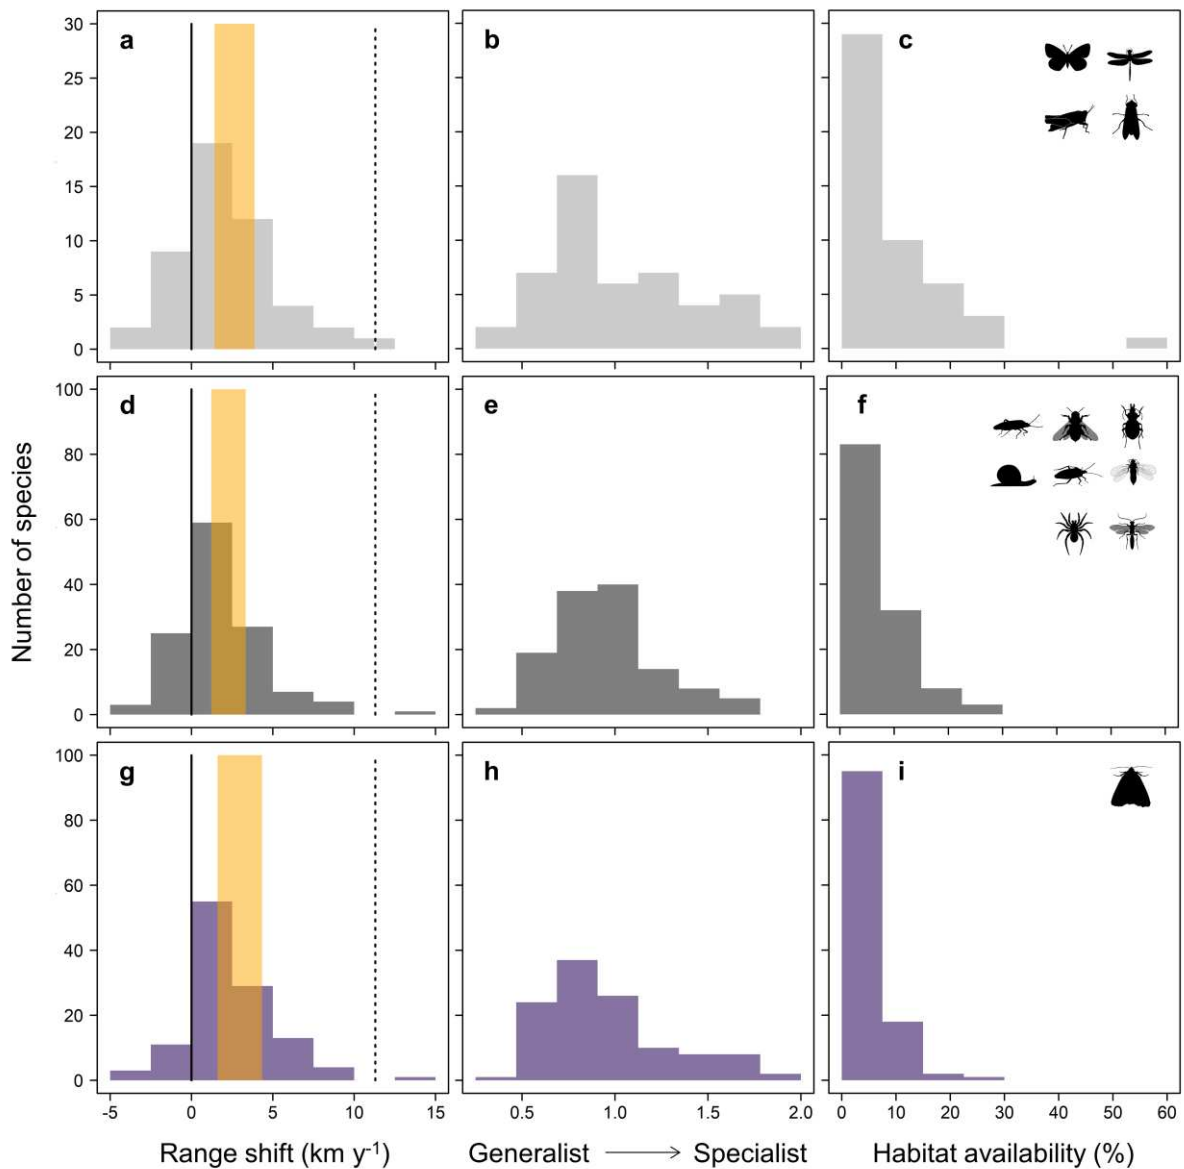 a
b
c
30
25
20
15
10
5
0
d
e
f
100
80
60
40
20
0
g
h
i
100
80
60
40
20
0
Number of species
-5 0 5 10 15
0.5 1.0 1.5 2.0
0 10 20 30 40 50 60
Range shift (km y⁻¹)
Generalist → Specialist
Habitat availability (%)